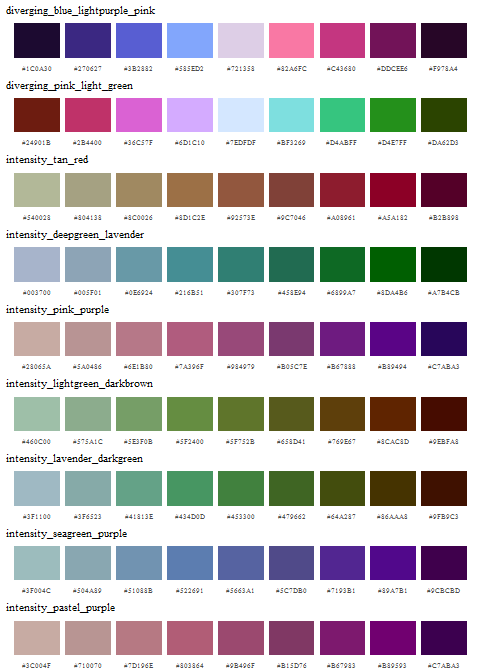 diverging_blue_lightpurple_pink
#1C0A30 #270627 #3B2882 #585ED2 #721358 #82A6FC #C43680 #DDCEE6 #F978A4
diverging_pink_light_green
#24901B #2B4400 #36C57F #6D1C10 #7EDFDF #BF3269 #D4ABFF #D4E7FF #DA62D3
intensity_tan_red
#540028 #804138 #8C0026 #8D1C2E #92573E #9C7046 #A08961 #A5A182 #B2B898
intensity_deepgreen_lavender
#003700 #005F01 #0E6924 #216B51 #307F73 #458E94 #6899A7 #8DA4B6 #A7B4CB
intensity_pink_purple
#28065A #5A0486 #6E1B80 #7A396F #984979 #B05C7E #B67888 #B89494 #C7ABA3
intensity_lightgreen_darkbrown
#460C00 #575A1C #5E3F0B #5F2400 #5F752B #658D41 #769E67 #8CAC8D #9EBFA8
intensity_lavender_darkgreen
#3F1100 #3F6523 #41813E #434D0D #453300 #479662 #64A287 #86AAA8 #9FB9C3
intensity_seagreen_purple
#3F004C #504A89 #51088B #522691 #5663A1 #5C7DB0 #7193B1 #89A7B1 #9CBCBD
intensity_pastel_purple
#3C004F #710070 #7D196E #803864 #9B496F #B15D76 #B67983 #B89593 #C7ABA3